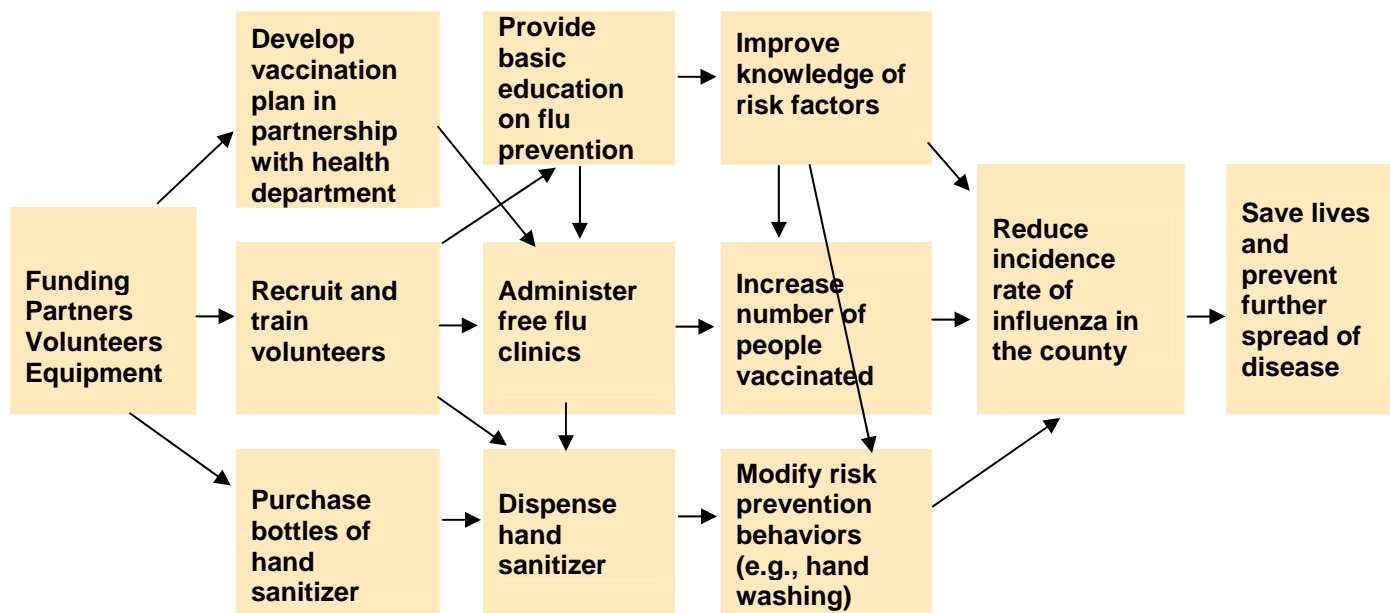 Develop
vaccination
plan in
partnership
with health
department
Provide
basic
education
on flu
prevention
Improve
knowledge of
risk factors
Funding
Partners
Volunteers
Equipment
Recruit and
train
volunteers
Administer
free flu
clinics
Increase
number of
people
vaccinated
Reduce
incidence
rate of
influenza in
the county
Save lives
and
prevent
further
spread of
disease
Purchase
bottles of
hand
sanitizer
Dispense
hand
sanitizer
Modify risk
prevention
behaviors
(e.g., hand
washing)